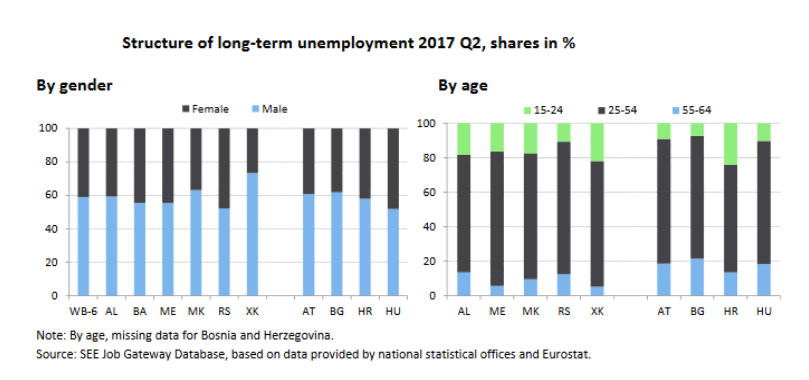 Structure of long-term unemployment 2017 Q2, shares in %
By gender
Female Male
100
80
60
40
20
0
WB-6 AL BA ME MK RS XK AT BG HR HU
By age
15-24 25-54 55-64
100
80
60
40
20
0
AL ME MK RS XK AT BG HR HU
Note: By age, missing data for Bosnia and Herzegovina.
Source: SEE Job Gateway Database, based on data provided by national statistical offices and Eurostat.